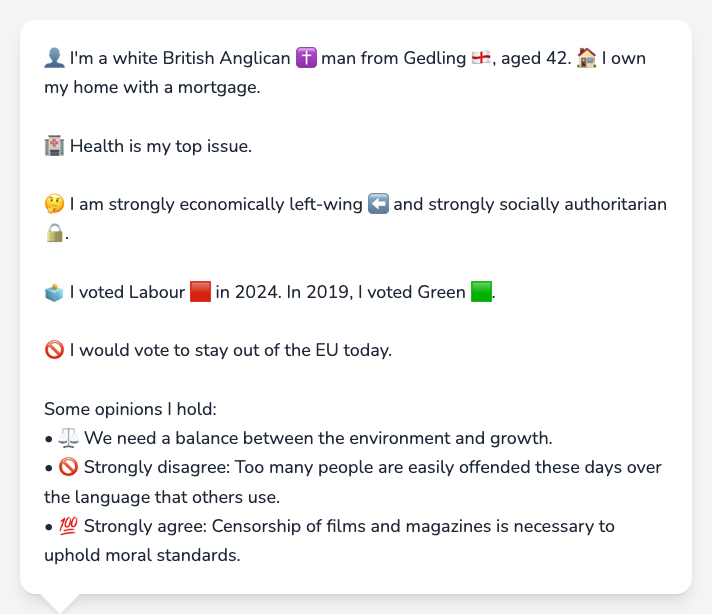 👤 I'm a white British Anglican ✝️ man from Gedling 🏴󠁧󠁢󠁥󠁮󠁧󠁿, aged 42. 🏠 I own
my home with a mortgage.
🏥 Health is my top issue.
🤔 I am strongly economically left-wing ⬅️ and strongly socially authoritarian
🔒.
🗳️ I voted Labour 🟥 in 2024. In 2019, I voted Green 🟩.
🚫 I would vote to stay out of the EU today.
Some opinions I hold:
• ⚖️ We need a balance between the environment and growth.
• 🚫 Strongly disagree: Too many people are easily offended these days over
the language that others use.
• 💯 Strongly agree: Censorship of films and magazines is necessary to
uphold moral standards.